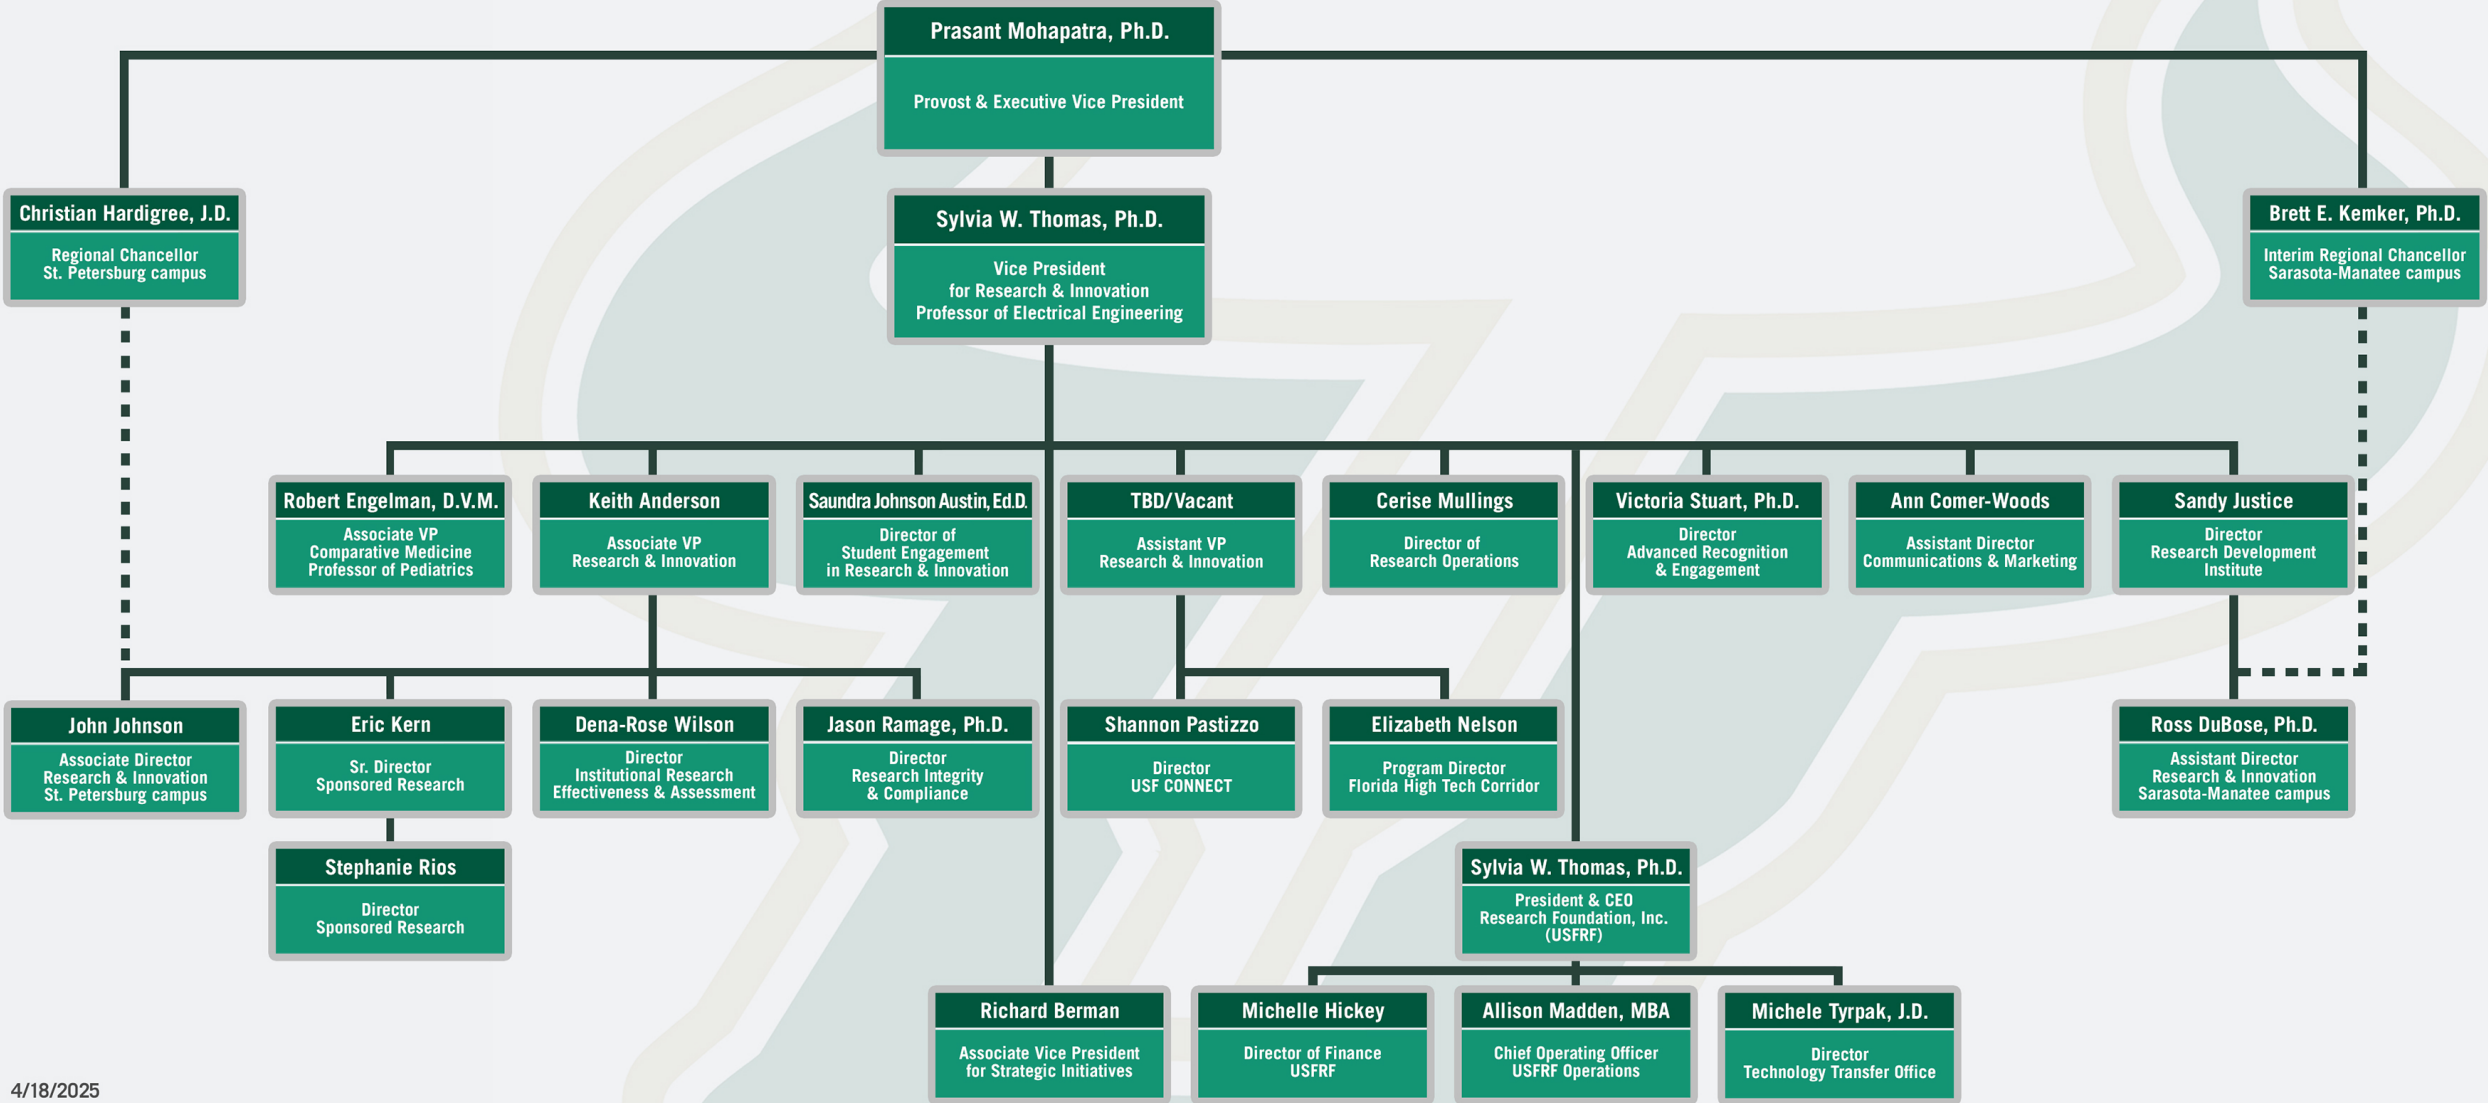 Prasant Mohapatra, Ph.D.
Provost & Executive Vice President
Christian Hardigree, J.D.
Regional Chancellor
St. Petersburg campus
Sylvia W. Thomas, Ph.D.
Vice President
for Research & Innovation
Professor of Electrical Engineering
Brett E. Kemker, Ph.D.
Interim Regional Chancellor
Sarasota-Manatee campus
Robert Engelman, D.V.M.
Associate VP
Comparative Medicine
Professor of Pediatrics
Keith Anderson
Associate VP
Research & Innovation
Saundra Johnson Austin, Ed.D.
Director of
Student Engagement
in Research & Innovation
TBD/Vacant
Assistant VP
Research & Innovation
Cerise Mullings
Director of
Research Operations
Victoria Stuart, Ph.D.
Director
Advanced Recognition
& Engagement
Ann Comer-Woods
Assistant Director
Communications & Marketing
Sandy Justice
Director
Research Development
Institute
John Johnson
Associate Director
Research & Innovation
St. Petersburg campus
Eric Kern
Sr. Director
Sponsored Research
Dena-Rose Wilson
Director
Institutional Research
Effectiveness & Assessment
Jason Ramage, Ph.D.
Director
Research Integrity
& Compliance
Shannon Pastizzo
Director
USF CONNECT
Elizabeth Nelson
Program Director
Florida High Tech Corridor
Ross DuBose, Ph.D.
Assistant Director
Research & Innovation
Sarasota-Manatee campus
Stephanie Rios
Director
Sponsored Research
Sylvia W. Thomas, Ph.D.
President & CEO
Research Foundation, Inc.
(USFRF)
Richard Berman
Associate Vice President
for Strategic Initiatives
Michelle Hickey
Director of Finance
USFRF
Allison Madden, MBA
Chief Operating Officer
USFRF Operations
Michele Tyrpak, J.D.
Director
Technology Transfer Office
4/18/2025